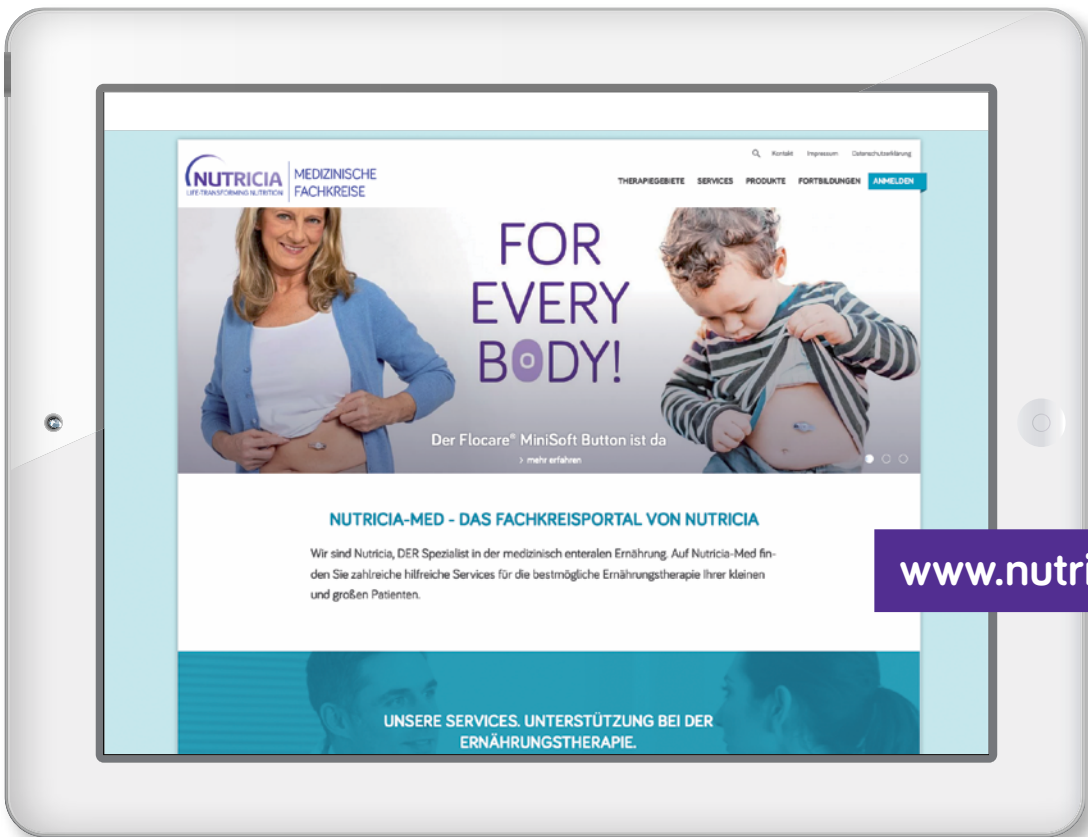 Kontakt Impressum Datenschutzerklärung
NUTRICIA
LIFE-TRANSFORMING NUTRITION
MEDIZINISCHE
FACHKREISE
THERAPIEGEBIETE SERVICES PRODUKTE FORTBILDUNGEN ANMELDEN
FOR
EVERY
BODY!
Der Flocare® MiniSoft Button ist da
> mehr erfahren
NUTRICIA-MED - DAS FACHKREISPORTAL VON NUTRICIA
Wir sind Nutricia, DER Spezialist in der medizinisch enteralen Ernährung. Auf Nutricia-Med fin-
den Sie zahlreiche hilfreiche Services für die bestmögliche Ernährungstherapie Ihrer kleinen
und großen Patienten.
www.nutri
UNSERE SERVICES. UNTERSTÜTZUNG BEI DER
ERNÄHRUNGSTHERAPIE.